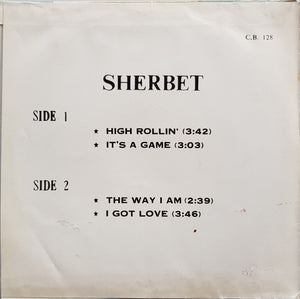 C.B. 128
SHERBET
SIDE 1
★ HIGH ROLLIN' (3:42)
★ IT'S A GAME (3:03)
SIDE 2
★ THE WAY I AM (2:39)
★ I GOT LOVE (3:46)